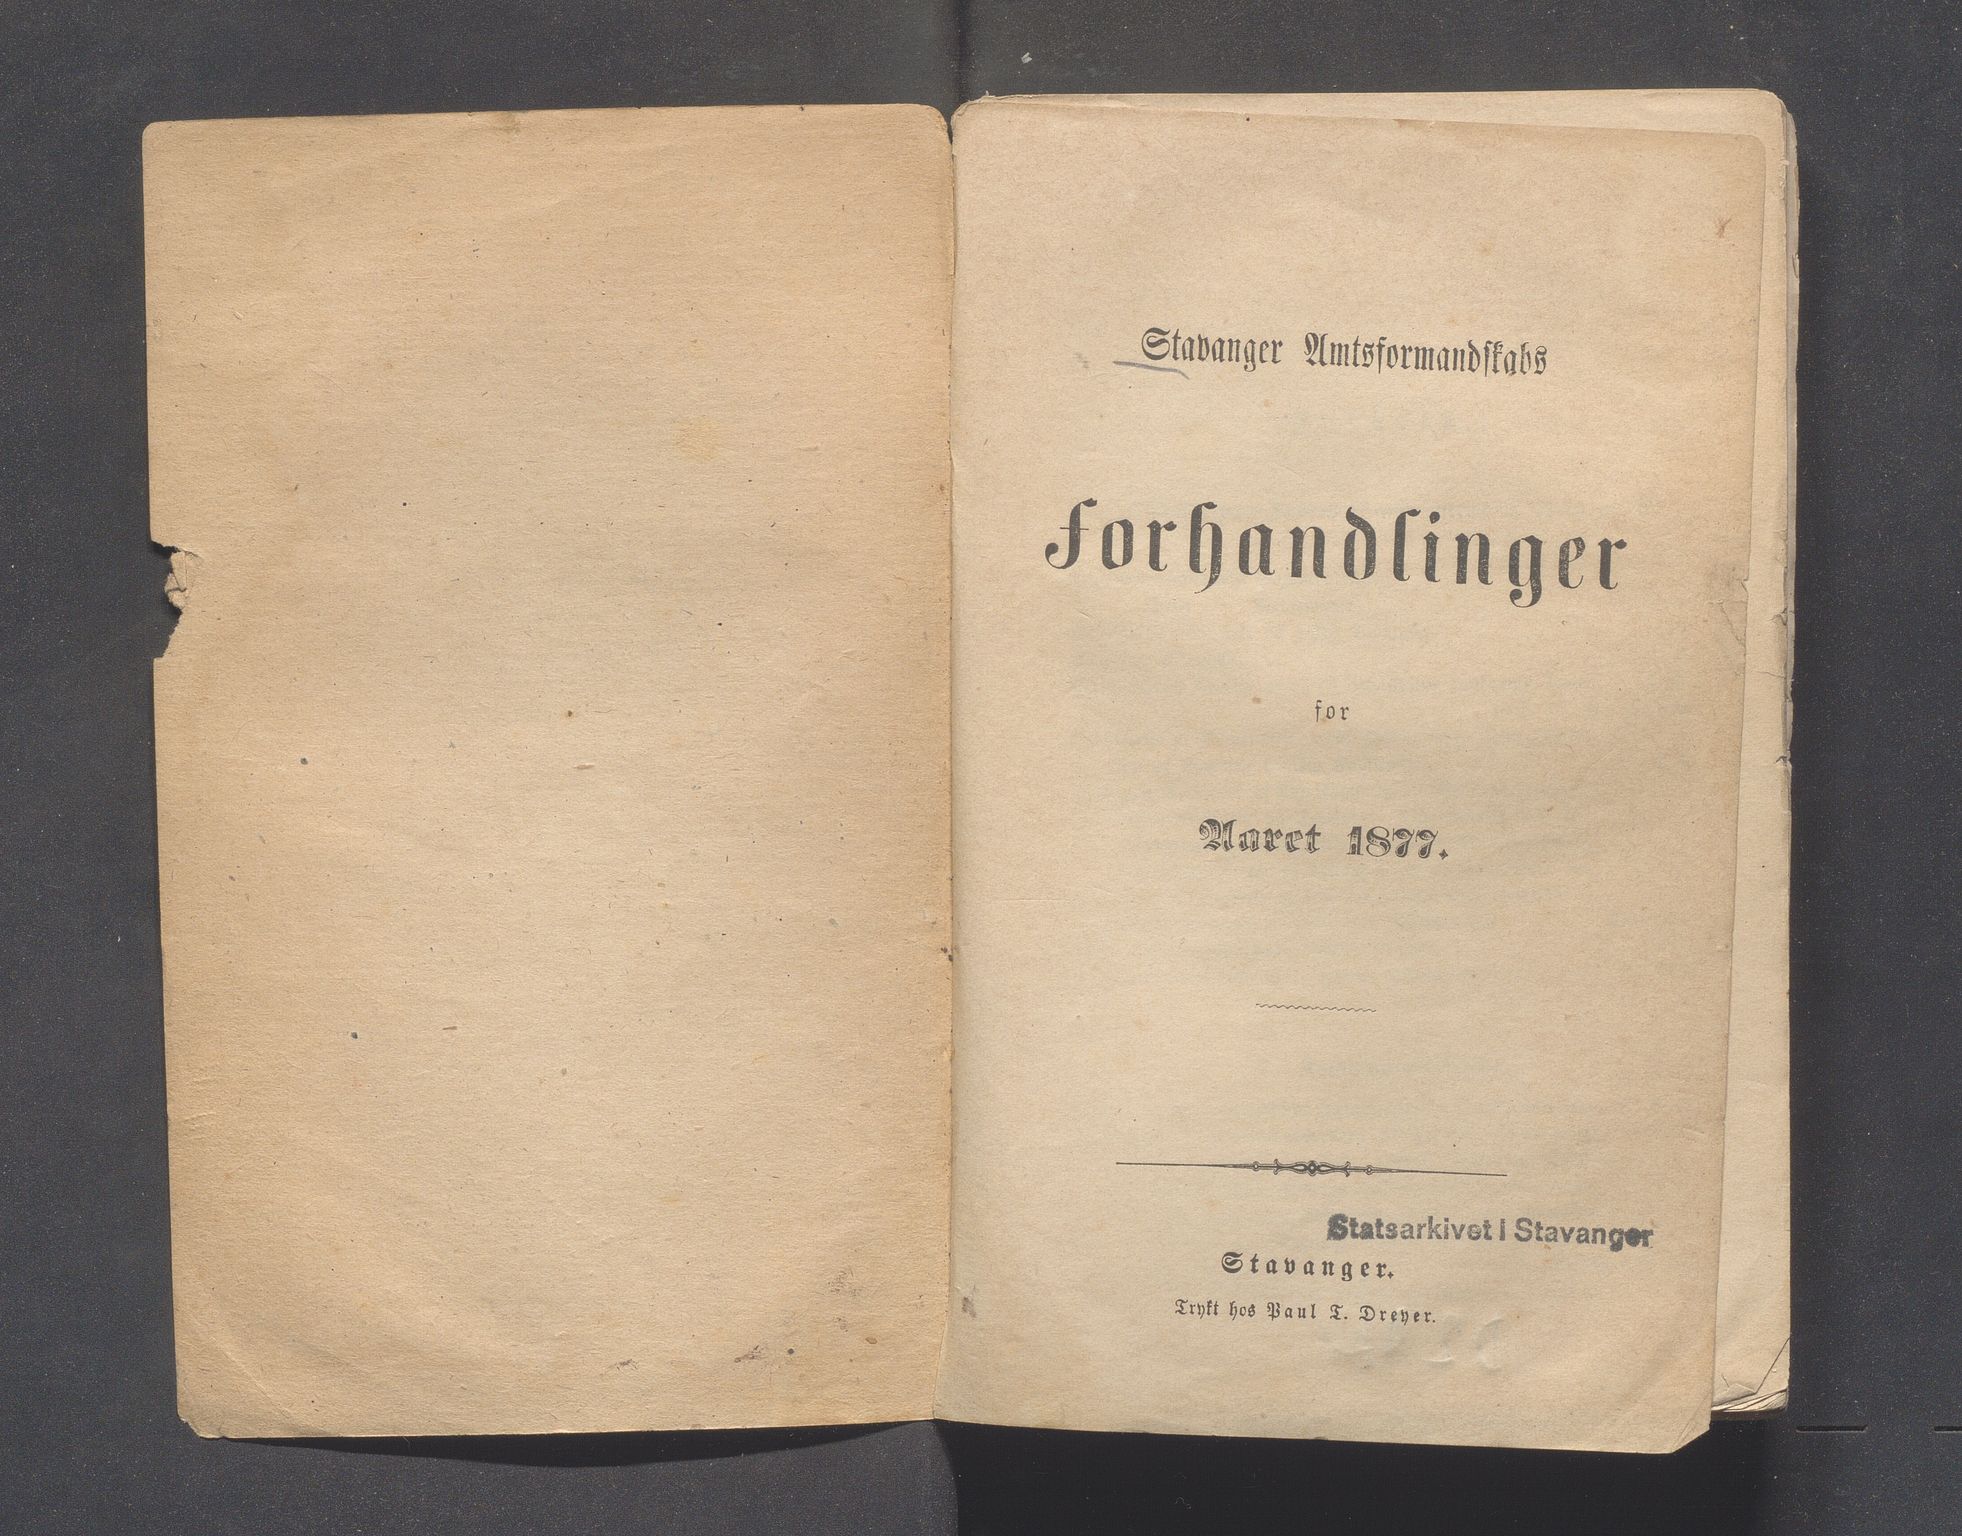 Stavanger Amtsformandskabs
Forhandlinger
for
Aaret 1877.
Statsarkivet i Stavanger
Stavanger.
Trykt hos Paul T. Dreyer.